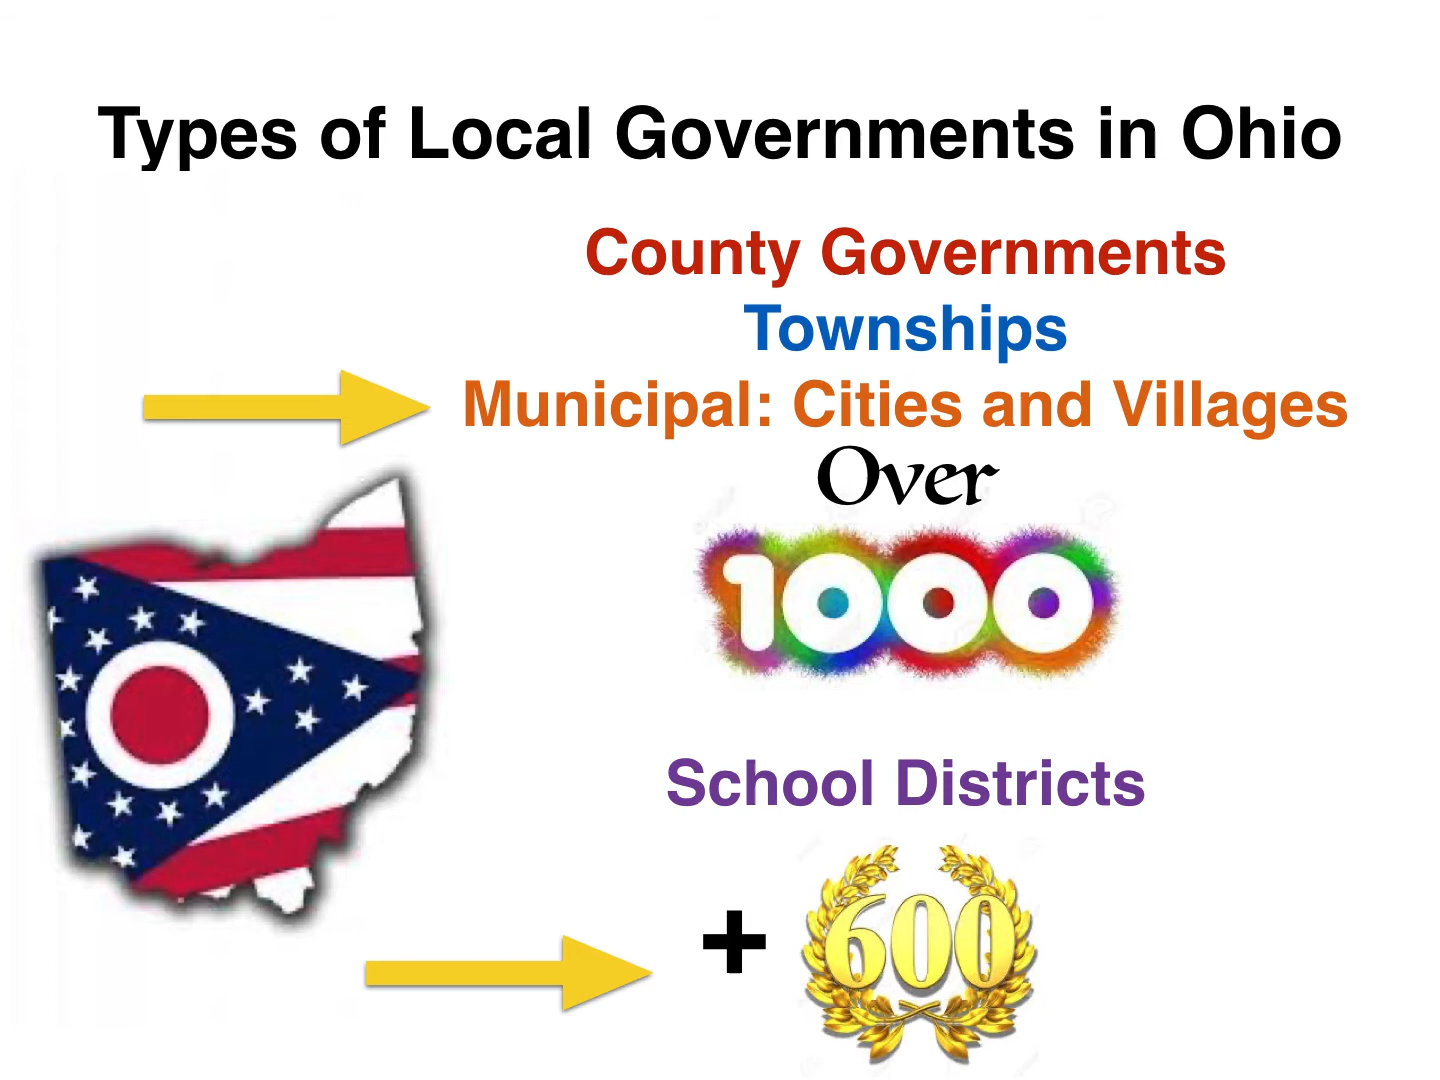 Types of Local Governments in Ohio
County Governments
Townships
Municipal: Cities and Villages
Over
1000
School Districts
+ 600